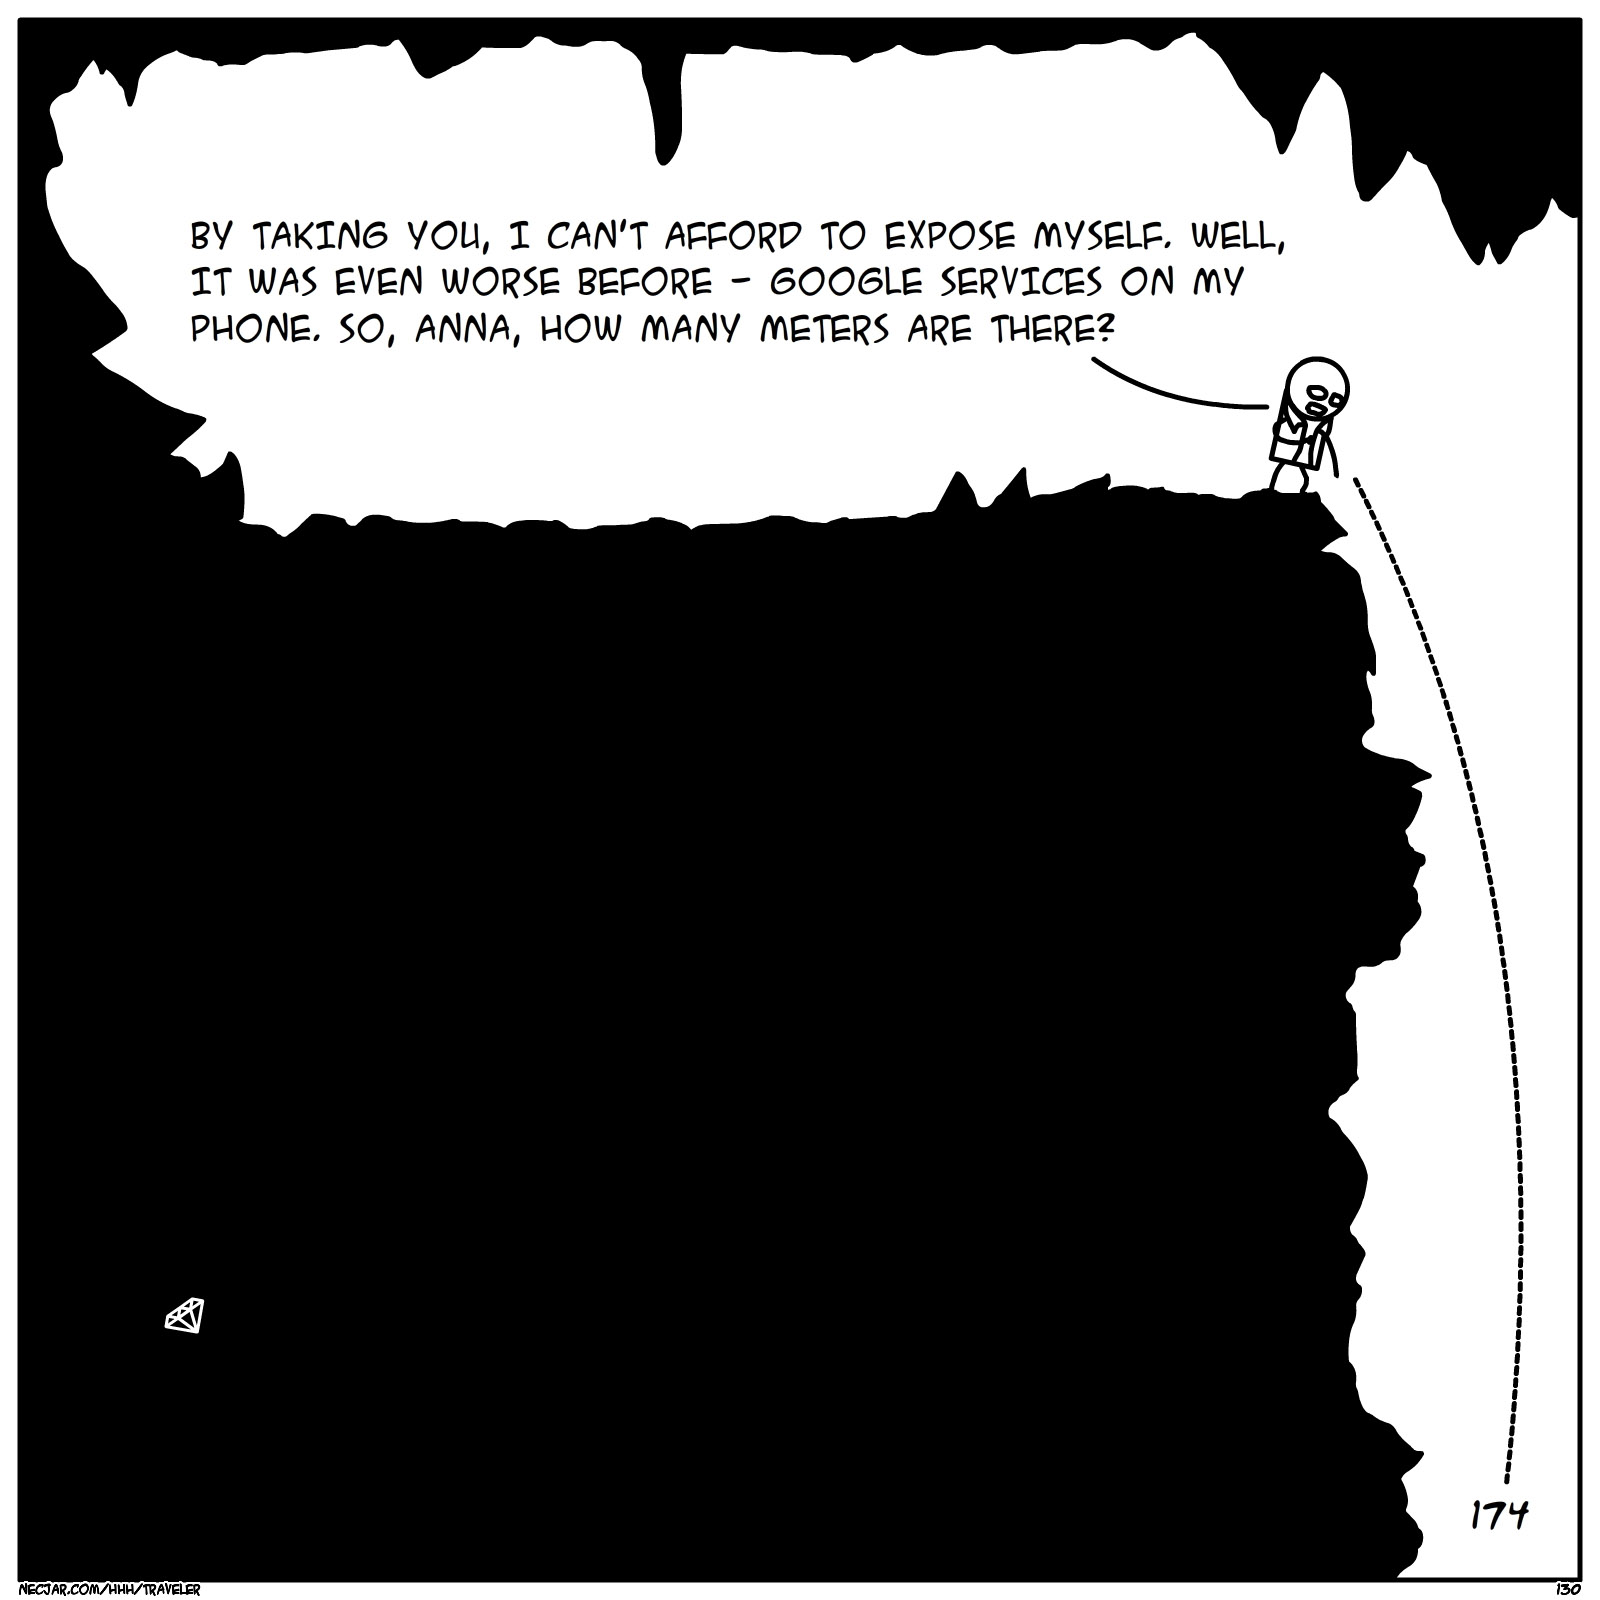 BY TAKING YOU, I CAN'T AFFORD TO EXPOSE MYSELF. WELL,
IT WAS EVEN WORSE BEFORE – GOOGLE SERVICES ON MY
PHONE. SO, ANNA, HOW MANY METERS ARE THERE?
174
NECJAR.COM/HHH/TRAVELER
130